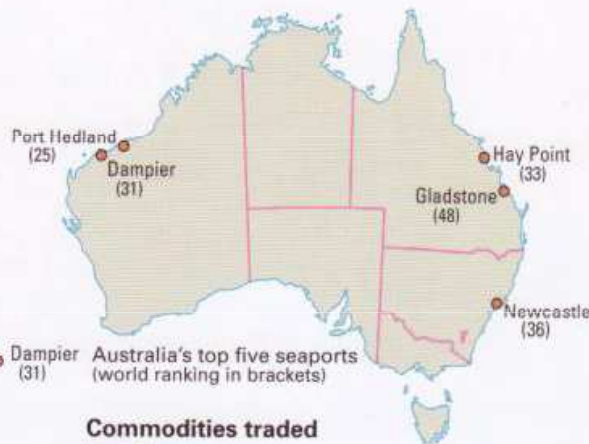 Port Hedland
(25)
Dampier
(31)
Hay Point
(33)
Gladstone
(48)
Newcastle
(36)
Dampier Australia's top five seaports
(31) (world ranking in brackets)
Commodities traded